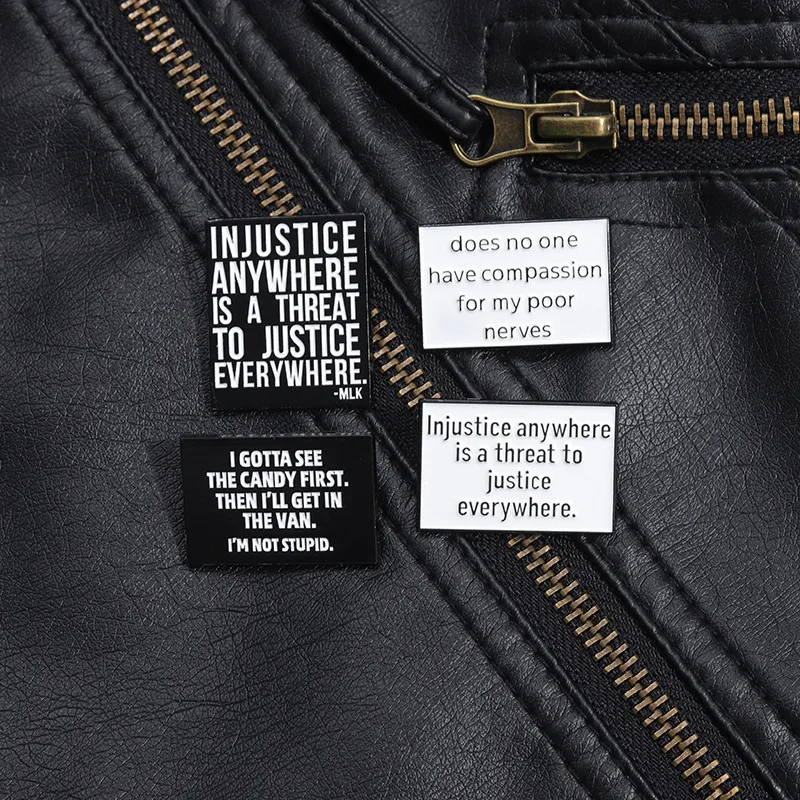 INJUSTICE
ANYWHERE
IS A THREAT
TO JUSTICE
EVERYWHERE.
-MLK
does no one
have compassion
for my poor
nerves
I GOTTA SEE
THE CANDY FIRST.
THEN I'LL GET IN
THE VAN.
I'M NOT STUPID.
Injustice anywhere
is a threat to
justice
everywhere.